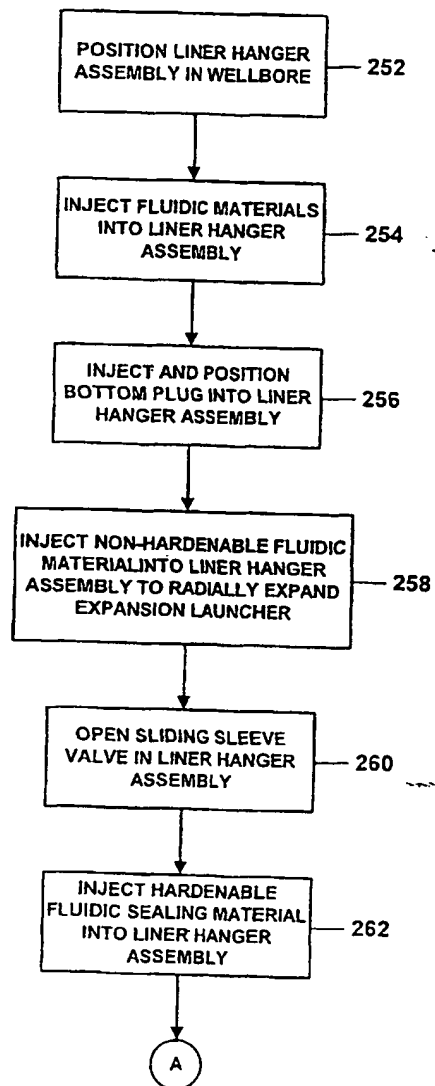 POSITION LINER HANGER
ASSEMBLY IN WELLBORE
252
INJECT FLUIDIC MATERIALS
INTO LINER HANGER
ASSEMBLY
254
INJECT AND POSITION
BOTTOM PLUG INTO LINER
HANGER ASSEMBLY
256
INJECT NON-HARDENABLE FLUIDIC
MATERIALINTO LINER HANGER
ASSEMBLY TO RADIALLY EXPAND
EXPANSION LAUNCHER
258
OPEN SLIDING SLEEVE
VALVE IN LINER HANGER
ASSEMBLY
260
INJECT HARDENABLE
FLUIDIC SEALING MATERIAL
INTO LINER HANGER
ASSEMBLY
262
A